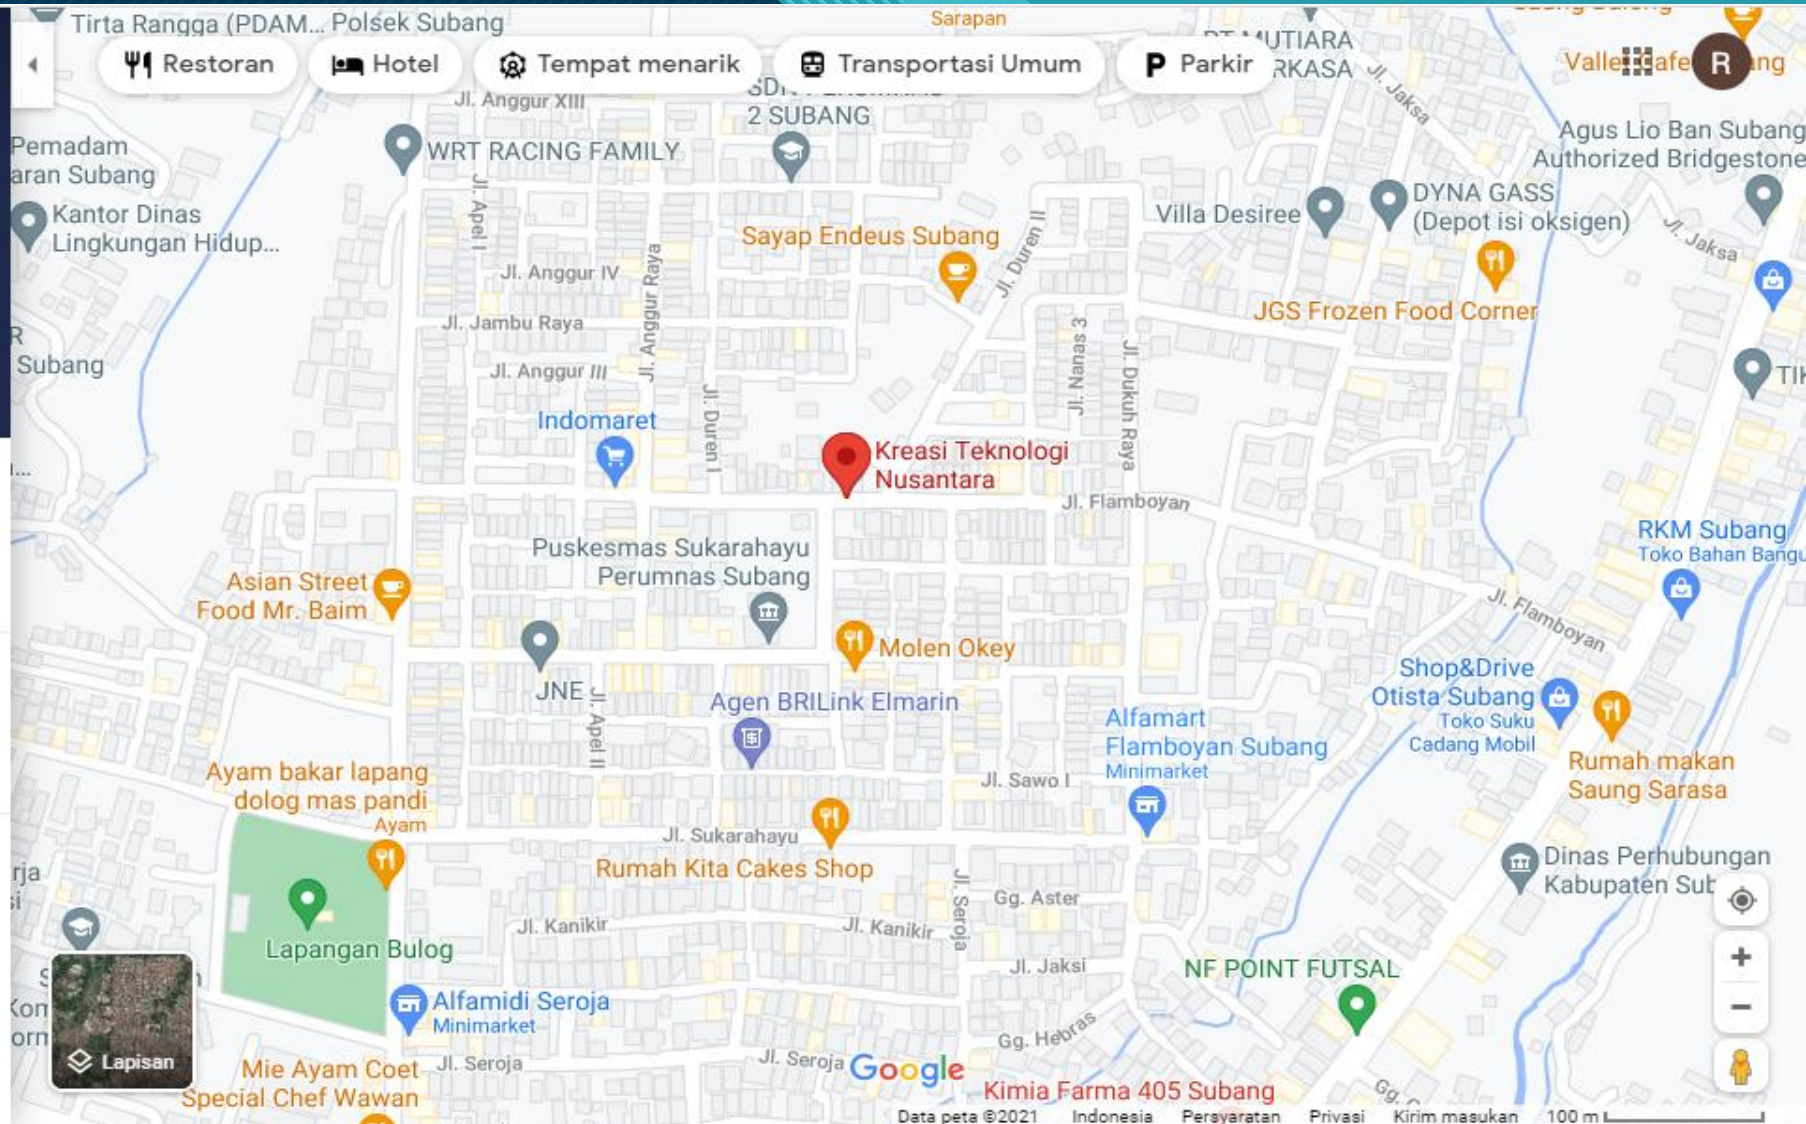 Tirta Rangga (PDAM...
Polsek Subang
Sarapan
Restoran
Hotel
Tempat menarik
Transportasi Umum
Parkir
MUTIARA
RKASA
R
Jl. Jaksa
Jl. Anggur XIII
2 SUBANG
Pemadam
aran Subang
WRT RACING FAMILY
Agus Lio Ban Subang
Authorized Bridgestone
Kantor Dinas
Lingkungan Hidup...
Jl. Apel I
Villa Desiree
DYNA GASS
(Depot isi oksigen)
Jl. Jaksa
Sayap Endeus Subang
Jl. Duren II
Jl. Anggur IV
Jl. Anggur Raya
JGS Frozen Food Corner
Jl. Jambu Raya
R
Subang
Jl. Anggur III
Jl. Nanas 3
Jl. Dukuh Raya
TIK
Jl. Duren I
Indomaret
Kreasi Teknologi
Nusantara
Jl. Flamboyan
RKM Subang
Toko Bahan Bangu
Puskesmas Sukarahayu
Perumnas Subang
Asian Street
Food Mr. Baim
Jl. Flamboyan
Molen Okey
JNE
Jl. Apel II
Agen BRILink Elmarin
Shop&Drive
Otista Subang
Toko Suku
Cadang Mobil
Alfamart
Flamboyan Subang
Minimarket
Rumah makan
Saung Sarasa
Ayam bakar lapang
dolog mas pandi
Ayam
Jl. Sawo I
Jl. Sukarahayu
Rumah Kita Cakes Shop
Dinas Perhubungan
Kabupaten Sub
rja
si
Jl. Seroja
Gg. Aster
Jl. Kanikir
Jl. Kanikir
Lapangan Bulog
Jl. Jaksi
NF POINT FUTSAL
Alfamidi Seroja
Minimarket
Gg. Hebras
Lapisan
Mie Ayam Coet
Special Chef Wawan
Jl. Seroja
Jl. Seroja
Google
Kimia Farma 405 Subang
Data peta ©2021
Indonesia
Persyaratan
Privasi
Kirim masukan
100 m